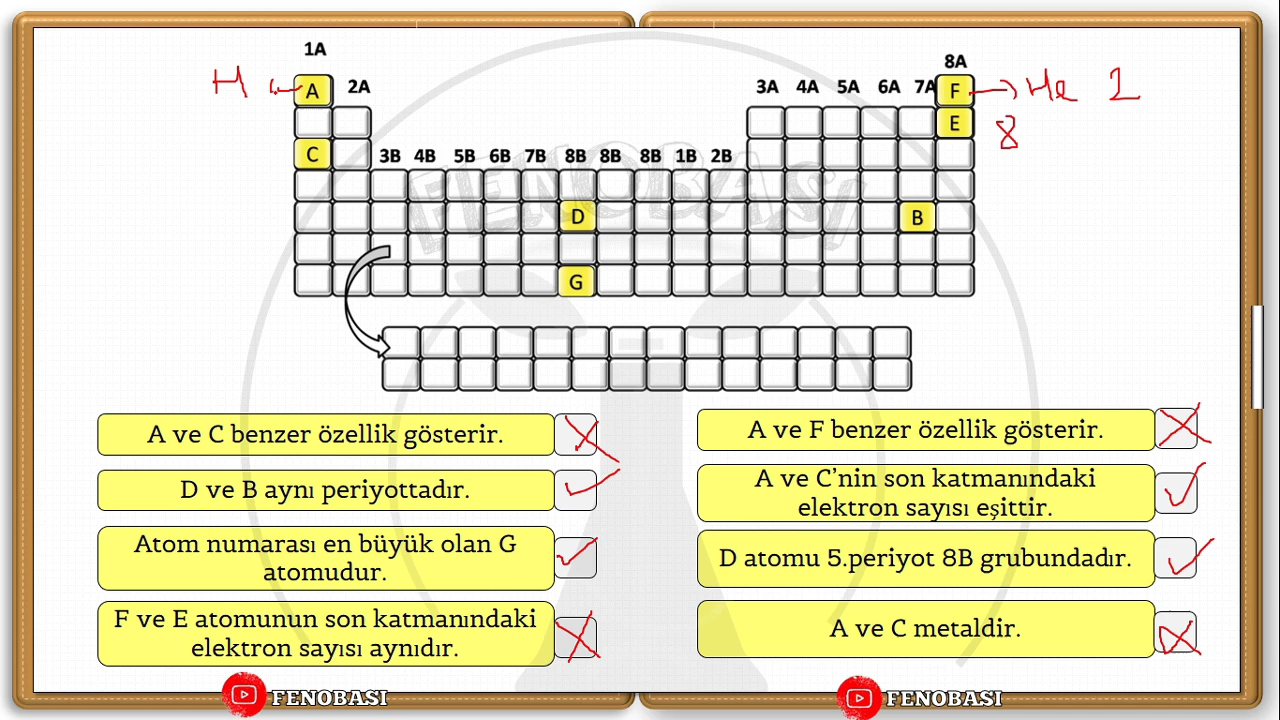 1A
8A
H
A
2A
3A 4A 5A 6A 7A
F
He 2
E
8
C
3B 4B 5B 6B 7B 8B 8B 8B 1B 2B
FENOBASI
D
B
G
A ve C benzer özellik gösterir.
D ve B aynı periyottadır.
Atom numarası en büyük olan G
atomudur.
F ve E atomunun son katmanındaki
elektron sayısı aynıdır.
A ve F benzer özellik gösterir.
A ve C’nin son katmanındaki
elektron sayısı eşittir.
D atomu 5.periyot 8B grubundadır.
A ve C metaldir.
FENOBASI
FENOBASI